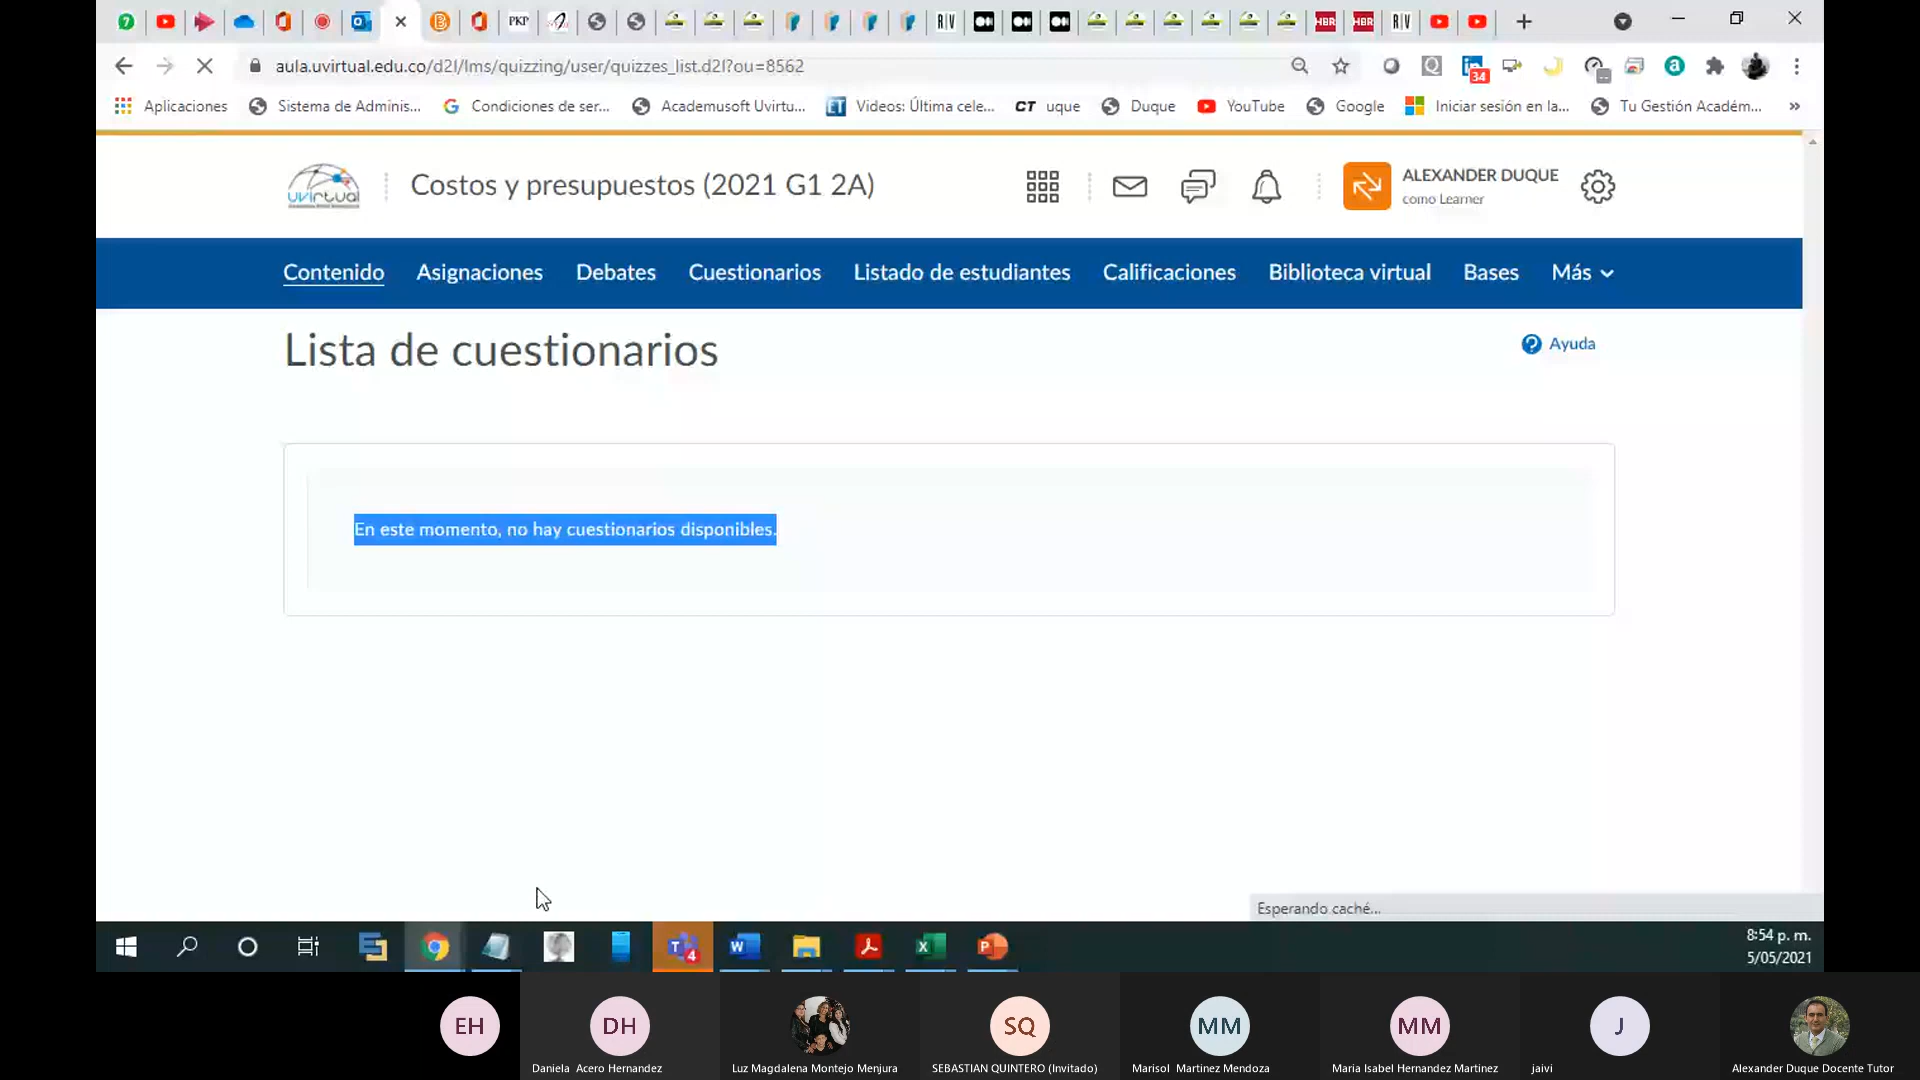 aula.uvirtual.edu.co/d2l/lms/quizzing/user/quizzes_list.d2l?ou=8562
34
Aplicaciones
Sistema de Adminis...
Condiciones de ser...
Academusoft Uvirtu...
Videos: Última cele...
CT uque
Duque
YouTube
Google
Iniciar sesión en la...
Tu Gestión Académ...
»
uvirtual
Costos y presupuestos (2021 G1 2A)
ALEXANDER DUQUE
como Learner
Contenido
Asignaciones
Debates
Cuestionarios
Listado de estudiantes
Calificaciones
Biblioteca virtual
Bases
Más
Lista de cuestionarios
Ayuda
En este momento, no hay cuestionarios disponibles.
Esperando caché...
4
8:54 p. m.
5/05/2021
EH
DH
SQ
MM
MM
J
Daniela Acero Hernandez
Luz Magdalena Montejo Menjura
SEBASTIAN QUINTERO (Invitado)
Marisol Martinez Mendoza
Maria Isabel Hernandez Martinez
jaivi
Alexander Duque Docente Tutor